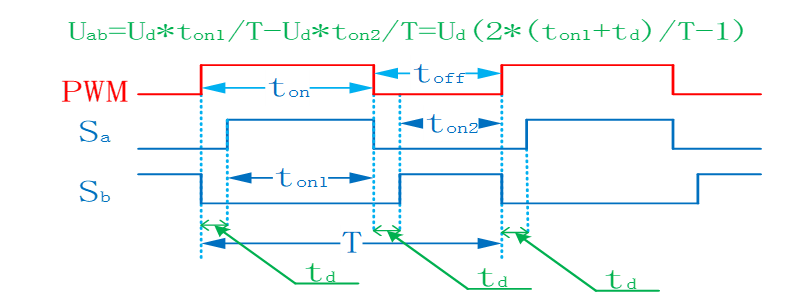 Uab=Ud*ton1/T-Ud*ton2/T=Ud(2*(ton1+td)/T-1)
PWM ton toff
Sa ton2
Sb ton1
T
td td td